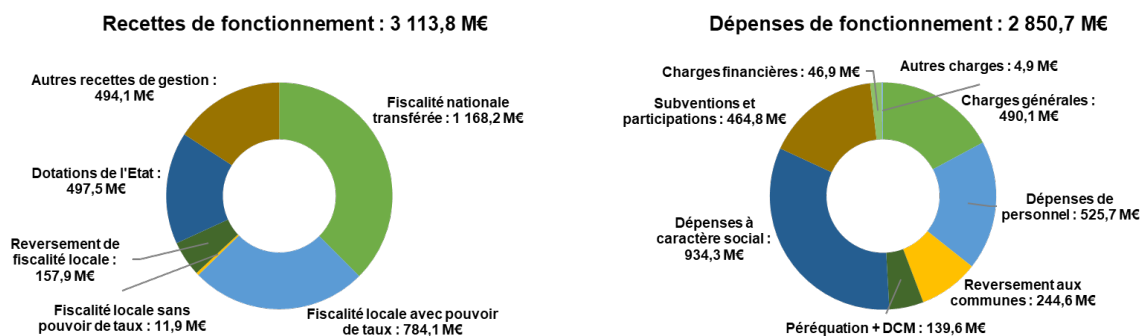 Recettes de fonctionnement : 3 113,8 M€
Autres recettes de gestion :
494,1 M€
Fiscalité nationale
transférée : 1 168,2 M€
Dotations de l'Etat :
497,5 M€
Reversement de
fiscalité locale :
157,9 M€
Fiscalité locale sans
pouvoir de taux : 11,9 M€
Fiscalité locale avec pouvoir
de taux : 784,1 M€
Dépenses de fonctionnement : 2 850,7 M€
Charges financières : 46,9 M€
Autres charges : 4,9 M€
Subventions et
participations : 464,8 M€
Charges générales :
490,1 M€
Dépenses à
caractère social :
934,3 M€
Dépenses de
personnel : 525,7 M€
Reversement aux
communes : 244,6 M€
Péréquation + DCM : 139,6 M€